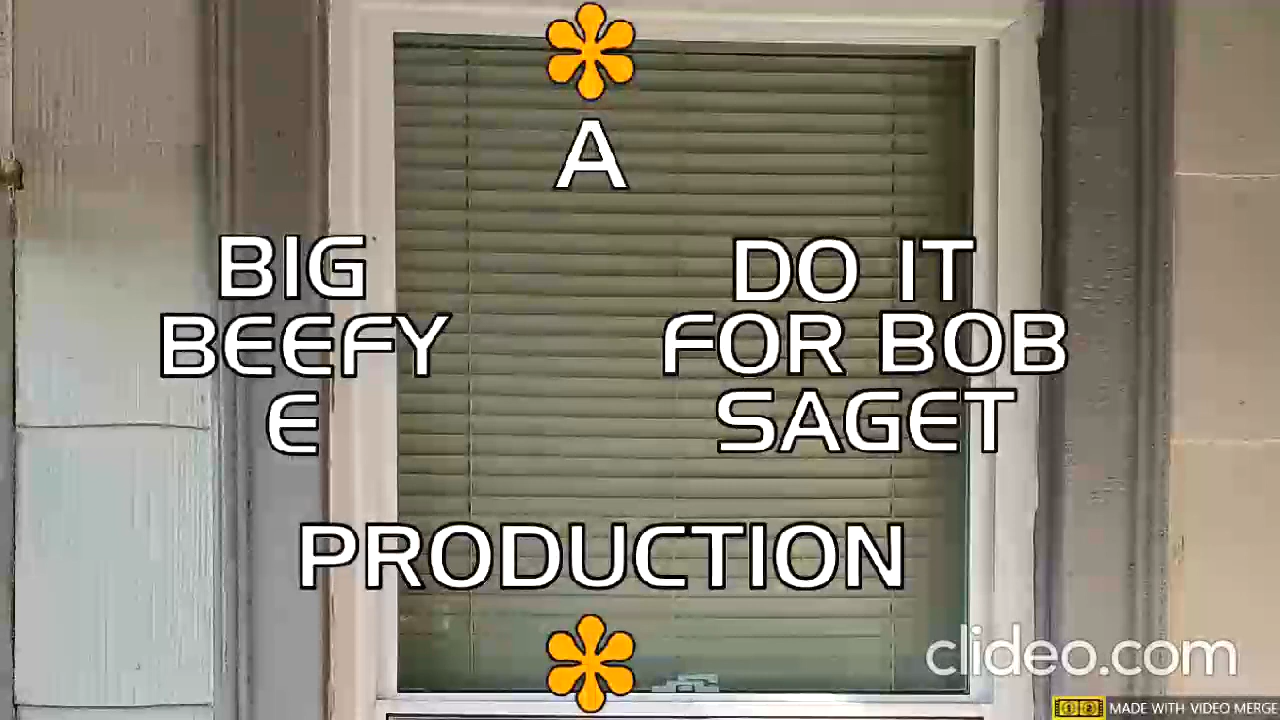 A
BIG
BEEFY
E
DO IT
FOR BOB
SAGET
PRODUCTION
clideo.com
MADE WITH VIDEO MERGE